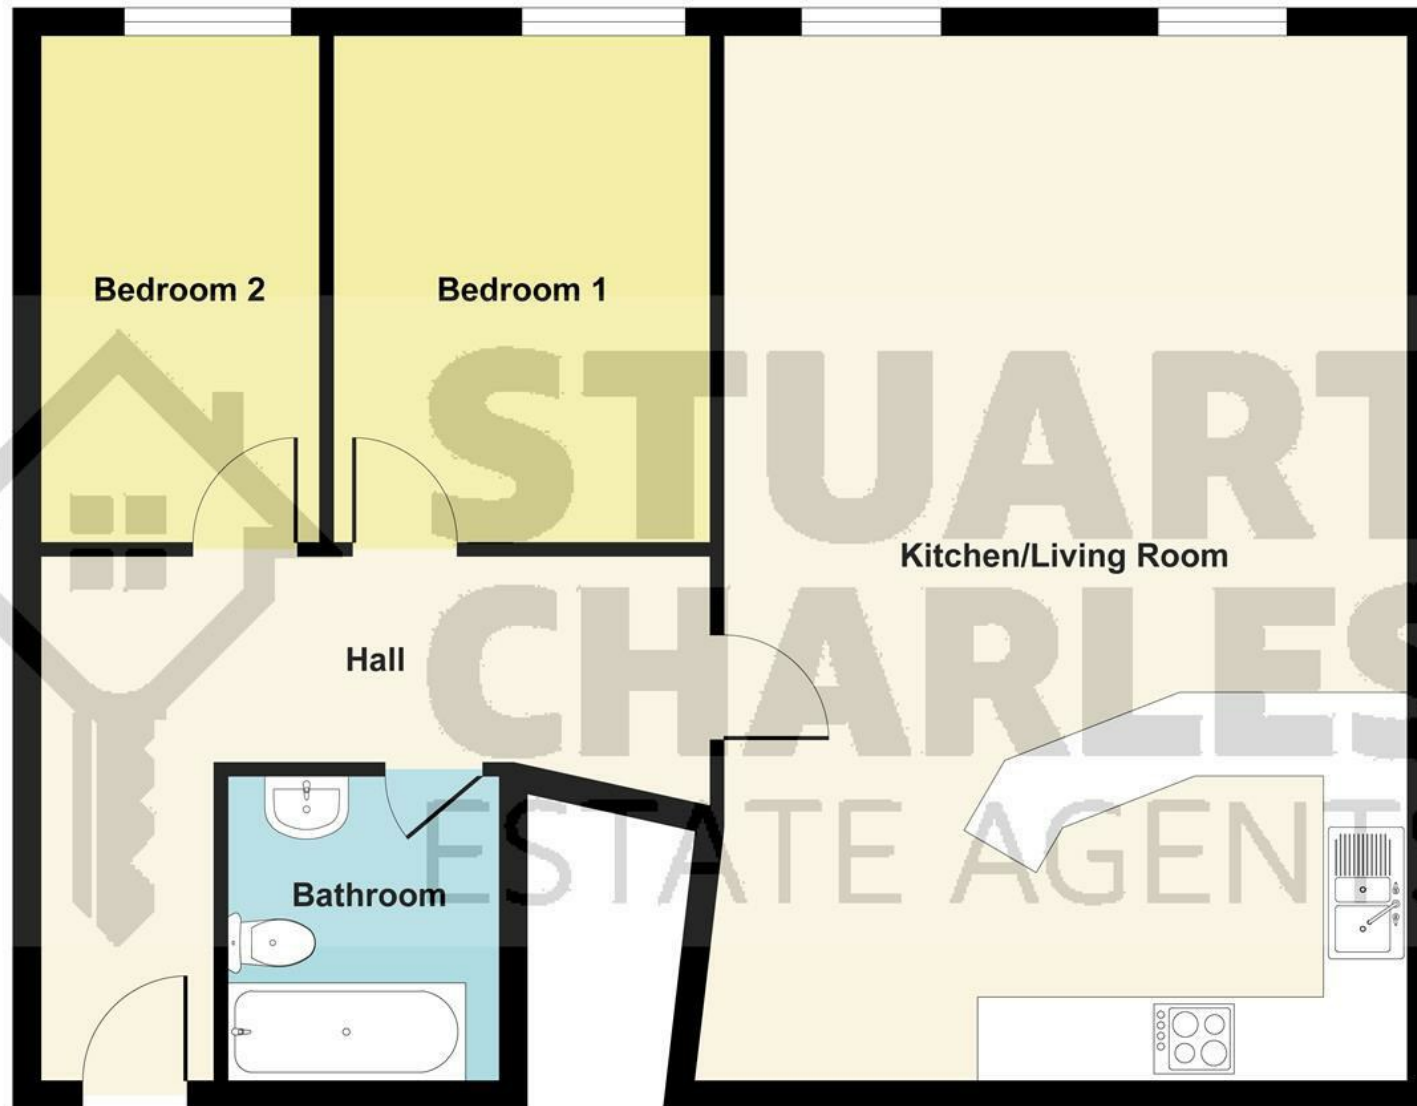 Bedroom 2
Bedroom 1
STUART
Kitchen/Living Room
CHARLES
Hall
ESTATE AGENTS
Bathroom